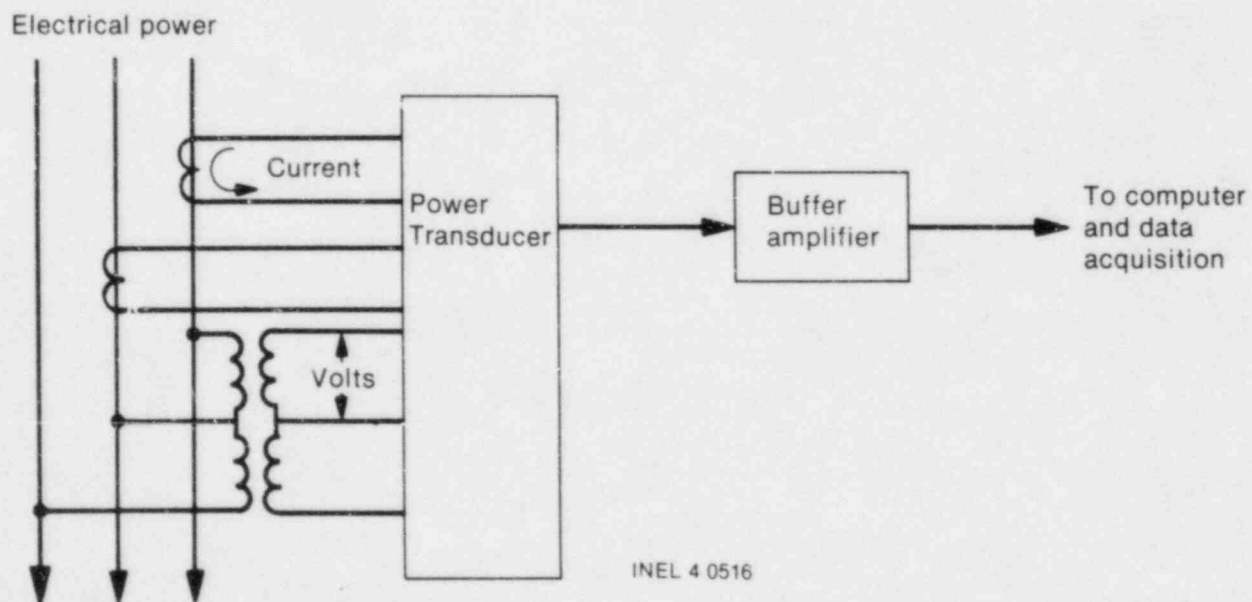 Electrical power
Current
Power
Transducer
Buffer
amplifier
To computer
and data
acquisition
Volts
INEL 4 0516